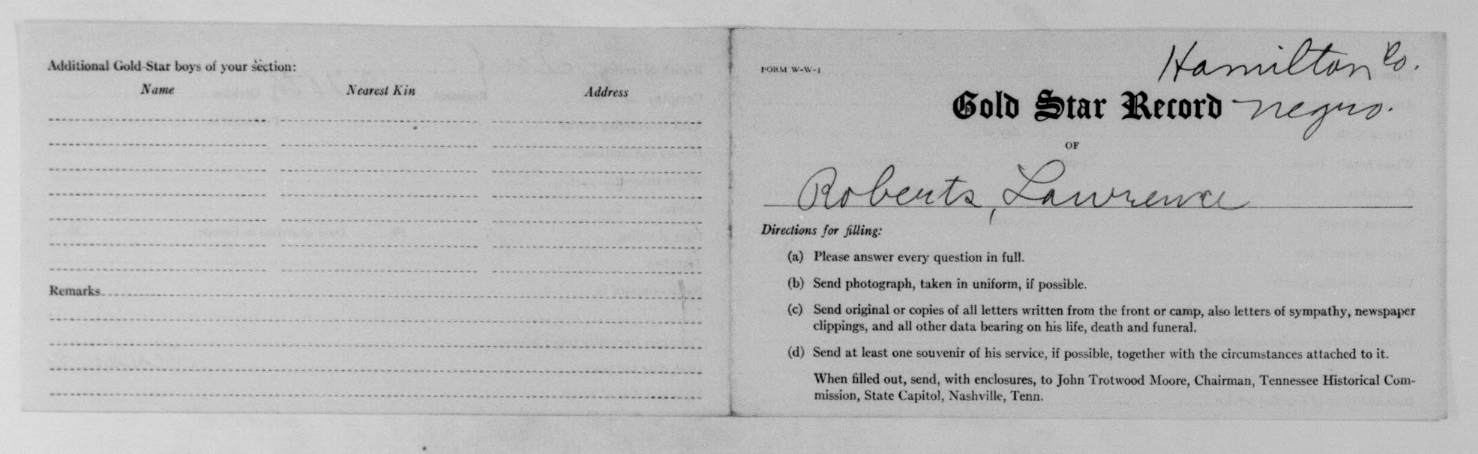 Additional Gold Star boys of your section:
Name Nearest Kin Address
Remarks
FORM W-W-1
Hamilton Co.
Gold Star Record negro.
OF
Roberts, Lawrence
Directions for filling:
(a) Please answer every question in full.
(b) Send photograph, taken in uniform, if possible.
(c) Send original or copies of all letters written from the front or camp, also letters of sympathy, newspaper
clippings, and all other data bearing on his life, death and funeral.
(d) Send at least one souvenir of his service, if possible, together with the circumstances attached to it.
When filled out, send, with enclosures, to John Trotwood Moore, Chairman, Tennessee Historical Com-
mission, State Capitol, Nashville, Tenn.